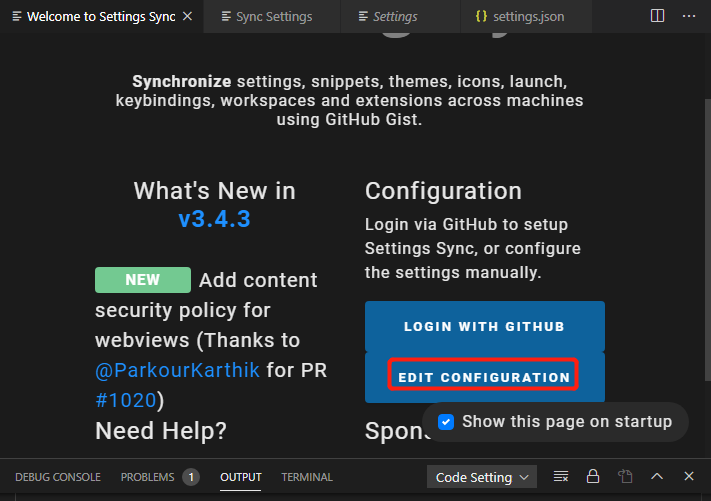 Welcome to Settings Sync
Sync Settings
Settings
{} settings.json
Synchronize settings, snippets, themes, icons, launch,
keybindings, workspaces and extensions across machines
using GitHub Gist.
What's New in
v3.4.3
NEW Add content
security policy for
webviews (Thanks to
@ParkourKarthik for PR
#1020)
Need Help?
Configuration
Login via GitHub to setup
Settings Sync, or configure
the settings manually.
LOGIN WITH GITHUB
EDIT CONFIGURATION
Spons
Show this page on startup
DEBUG CONSOLE
PROBLEMS 1
OUTPUT
TERMINAL
Code Setting